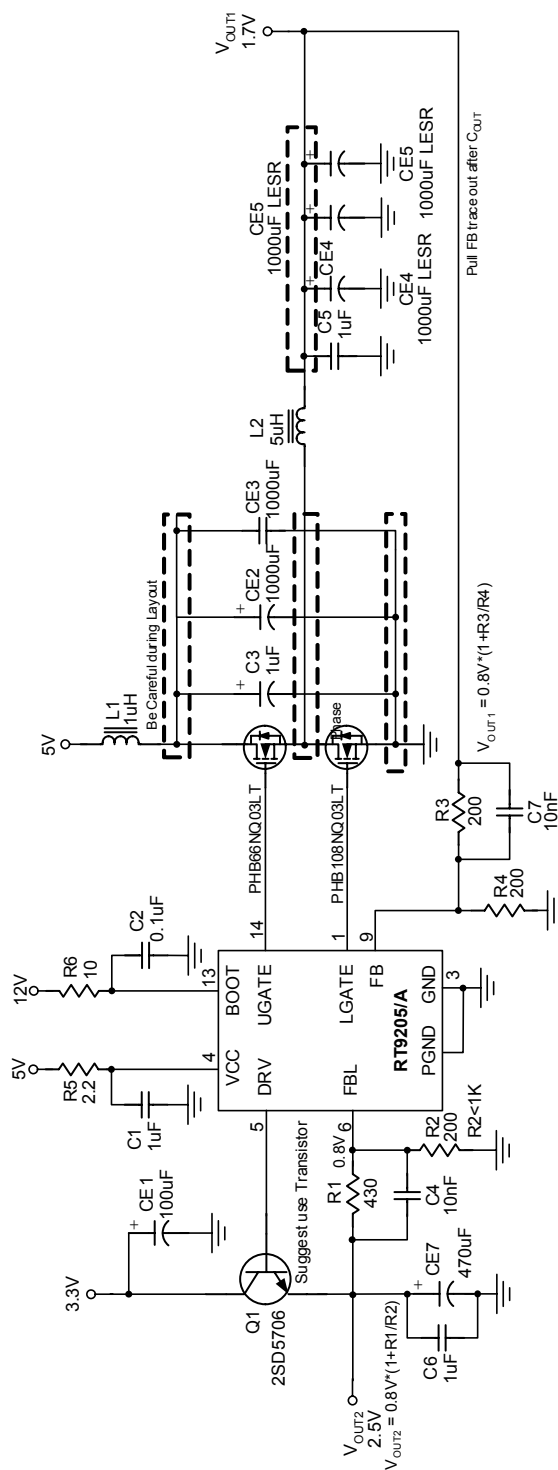 3.3V
CE1
100uF
+
Q1
2SD5706
Suggest use Transistor
5V
R5
2.2
C1
1uF
12V
R6
10
C2
0.1uF
4
13
VCC
BOOT
5
DRV
UGATE
14
6
FBL
LGATE
1
FB
9
RT9205/A
PGND
GND
3
0.8V
R1
430
C4
10nF
R2
200
R2<1K
+
CE7
470uF
C6
1uF
VOUT2
2.5V
VOUT2 = 0.8V*(1+R1/R2)
5V
L1
1uH
Be Careful during Layout
PHB66NQ03LT
PHB108NQ03LT
Phase
+
C3
1uF
+
CE2
1000uF
CE3
1000uF
L2
5uH
C5
1uF
+
CE4
+
+
CE5
1000uF LESR
CE4
1000uF LESR
CE5
1000uF LESR
VOUT1
1.7V
Pull FB trace out after COUT
VOUT1 = 0.8V*(1+R3/R4)
R3
200
C7
10nF
R4
200